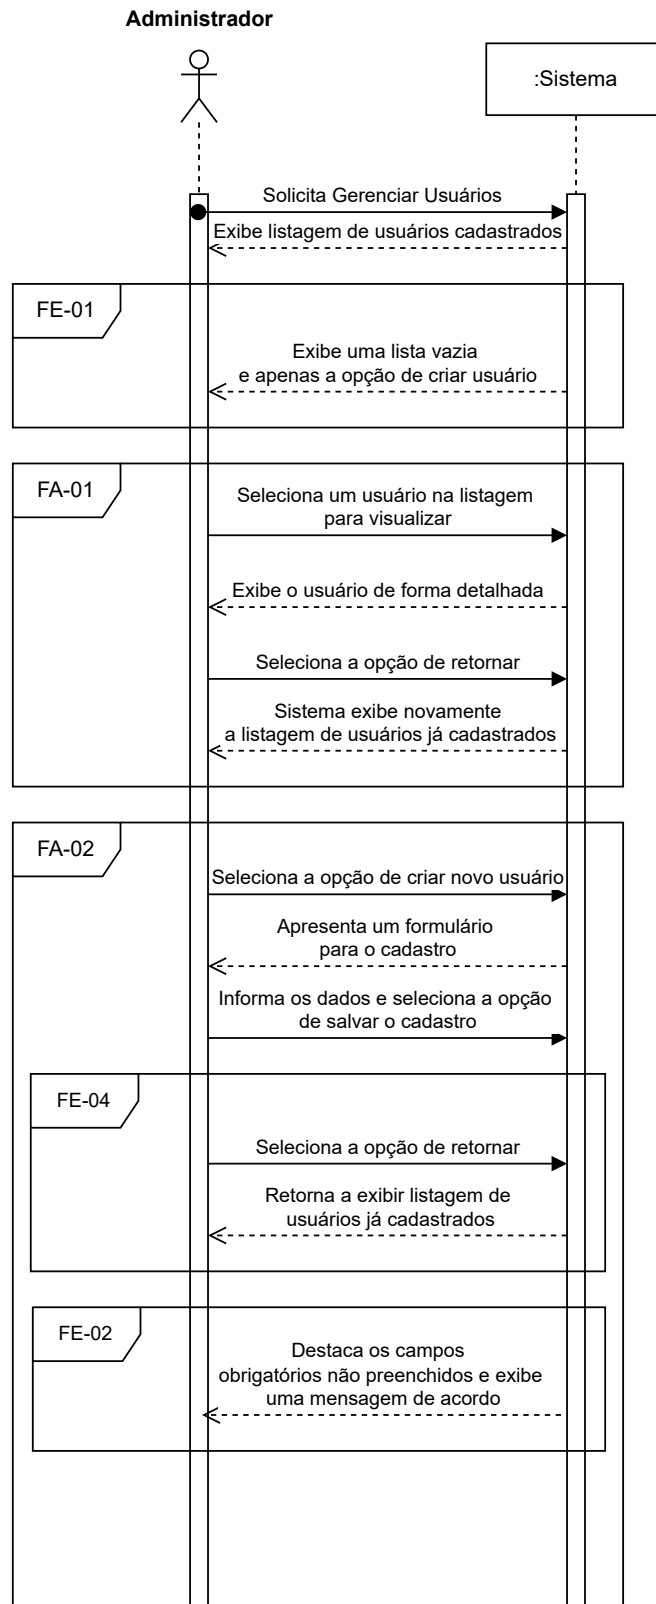 Administrador
:Sistema
Solicita Gerenciar Usuários
Exibe listagem de usuários cadastrados
FE-01
Exibe uma lista vazia
e apenas a opção de criar usuário
FA-01
Seleciona um usuário na listagem
para visualizar
Exibe o usuário de forma detalhada
Seleciona a opção de retornar
Sistema exibe novamente
a listagem de usuários já cadastrados
FA-02
Seleciona a opção de criar novo usuário
Apresenta um formulário
para o cadastro
Informa os dados e seleciona a opção
de salvar o cadastro
FE-04
Seleciona a opção de retornar
Retorna a exibir listagem de
usuários já cadastrados
FE-02
Destaca os campos
obrigatórios não preenchidos e exibe
uma mensagem de acordo